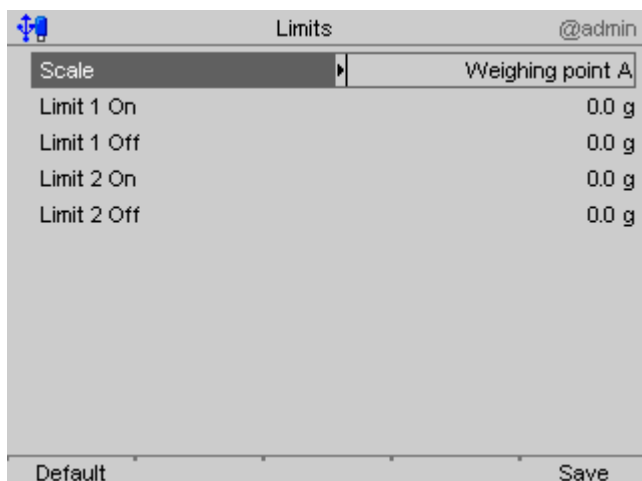 Limits @admin
Scale Weighing point A
Limit 1 On 0.0 g
Limit 1 Off 0.0 g
Limit 2 On 0.0 g
Limit 2 Off 0.0 g
Default Save